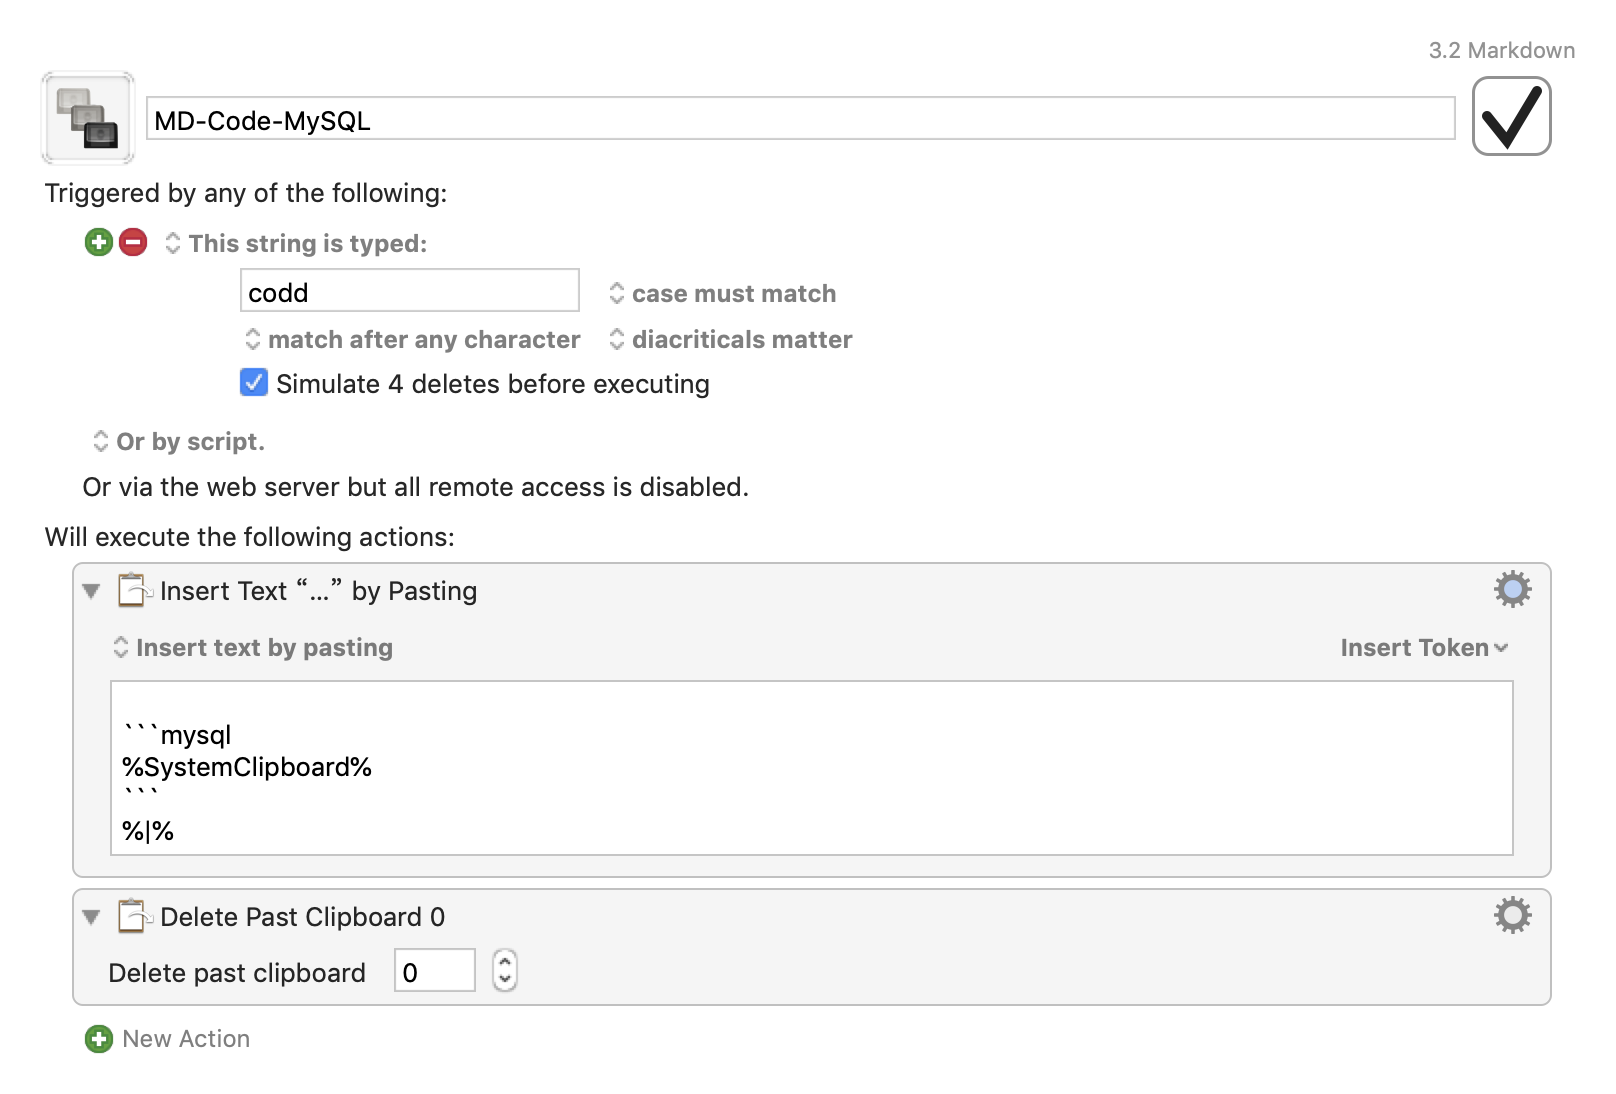 3.2 Markdown
MD-Code-MySQL
Triggered by any of the following:
This string is typed:
codd case must match
match after any character diacriticals matter
Simulate 4 deletes before executing
Or by script.
Or via the web server but all remote access is disabled.
Will execute the following actions:
Insert Text “…” by Pasting
Insert text by pasting Insert Token
```mysql
%SystemClipboard%
```
%|%
Delete Past Clipboard 0
Delete past clipboard 0
New Action